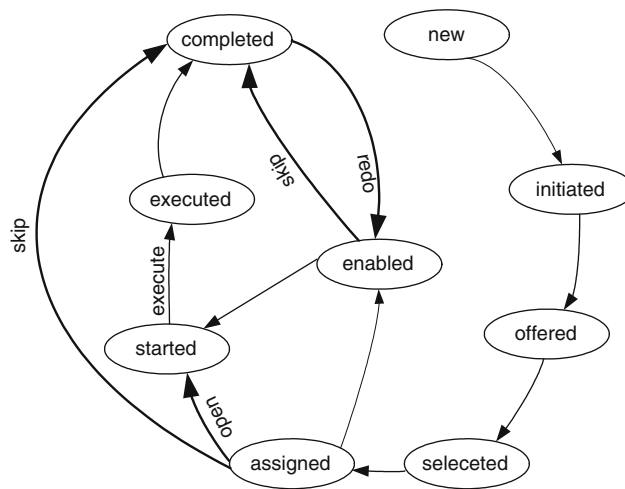 completed
new
skip
redo
executed
initiated
skip
enabled
execute
offered
started
open
assigned
seleceted